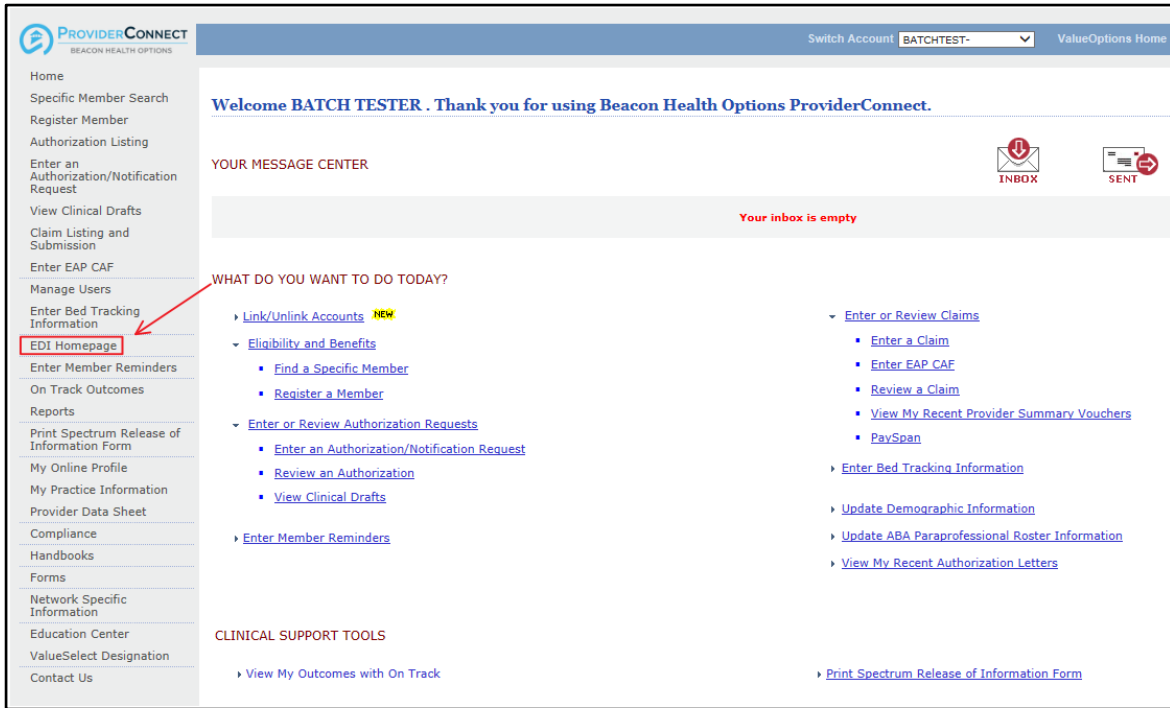 PROVIDERCONNECT
BEACON HEALTH OPTIONS
Switch Account BATCHTEST- ValueOptions Home
Home
Specific Member Search
Register Member
Authorization Listing
Enter an
Authorization/Notification
Request
View Clinical Drafts
Claim Listing and
Submission
Enter EAP CAF
Manage Users
Enter Bed Tracking
Information
EDI Homepage
Enter Member Reminders
On Track Outcomes
Reports
Print Spectrum Release of
Information Form
My Online Profile
My Practice Information
Provider Data Sheet
Compliance
Handbooks
Forms
Network Specific
Information
Education Center
ValueSelect Designation
Contact Us
Welcome BATCH TESTER . Thank you for using Beacon Health Options ProviderConnect.
YOUR MESSAGE CENTER
INBOX
SENT
Your inbox is empty
WHAT DO YOU WANT TO DO TODAY?
Link/Unlink Accounts NEW
Eligibility and Benefits
Find a Specific Member
Register a Member
Enter or Review Authorization Requests
Enter an Authorization/Notification Request
Review an Authorization
View Clinical Drafts
Enter Member Reminders
Enter or Review Claims
Enter a Claim
Enter EAP CAF
Review a Claim
View My Recent Provider Summary Vouchers
PaySpan
Enter Bed Tracking Information
Update Demographic Information
Update ABA Paraprofessional Roster Information
View My Recent Authorization Letters
CLINICAL SUPPORT TOOLS
View My Outcomes with On Track
Print Spectrum Release of Information Form